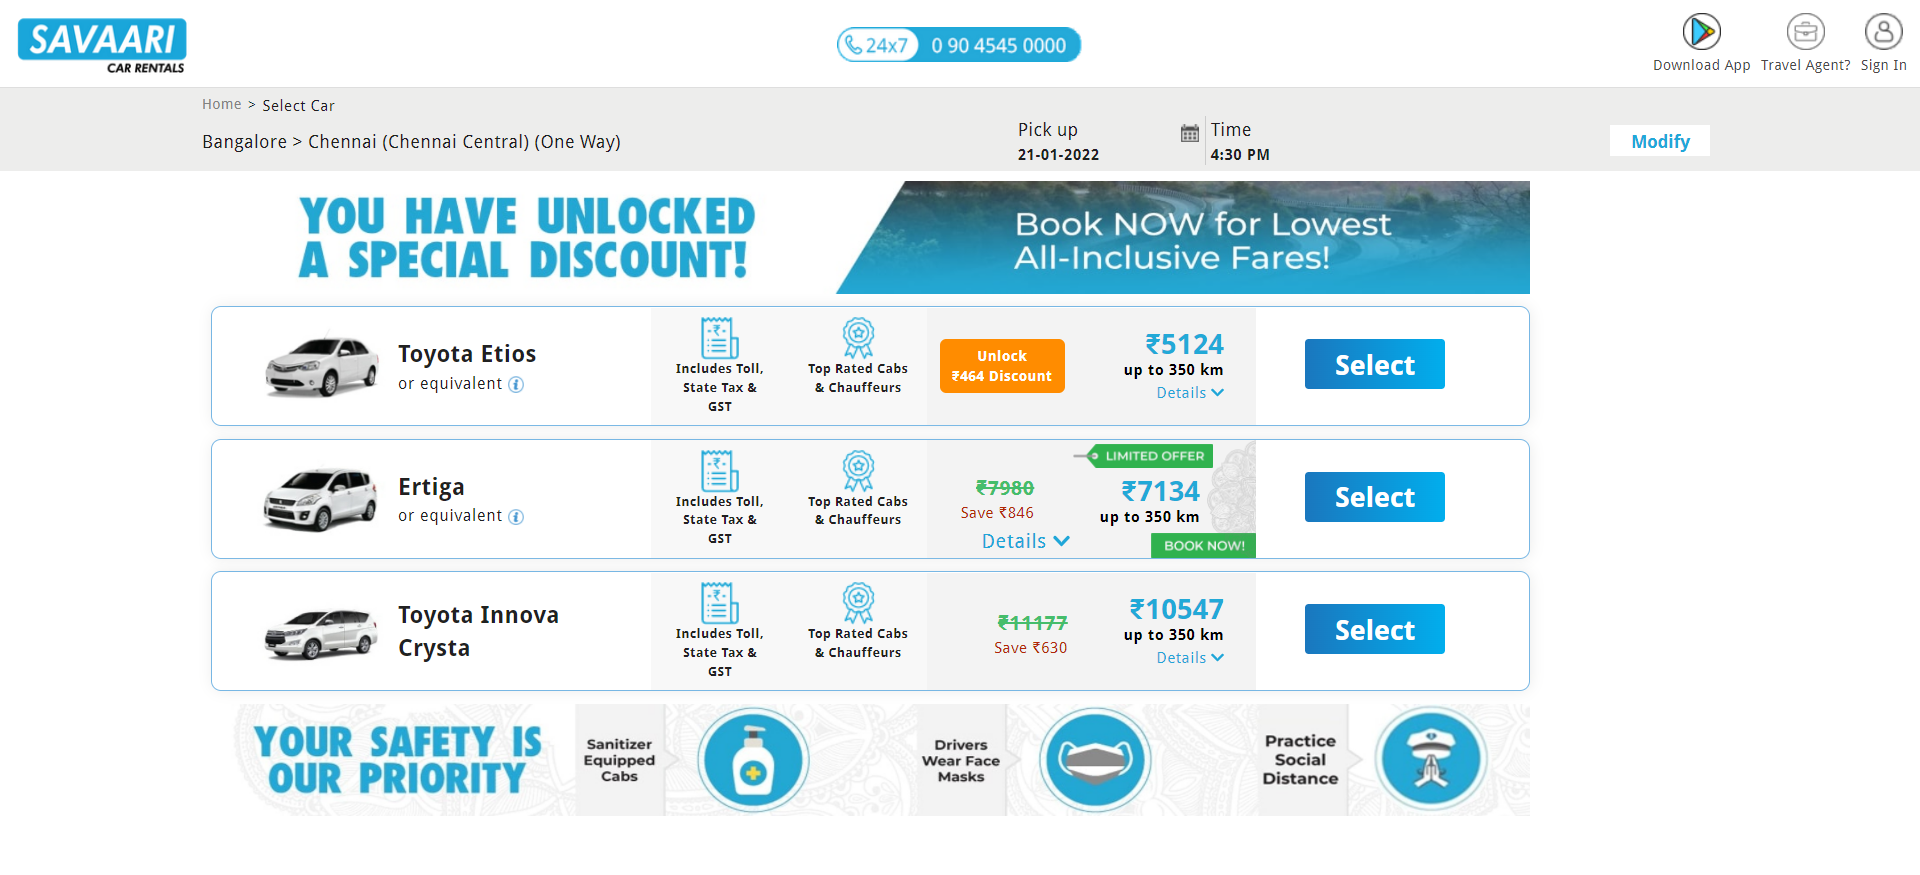 SAVAARI
CAR RENTALS
24x7 0 90 4545 0000
Download App
Travel Agent?
Sign In
Home > Select Car
Bangalore > Chennai (Chennai Central) (One Way)
Pick up
21-01-2022
Time
4:30 PM
Modify
YOU HAVE UNLOCKED
A SPECIAL DISCOUNT!
Book NOW for Lowest
All-Inclusive Fares!
Toyota Etios
or equivalent i
Includes Toll,
State Tax &
GST
Top Rated Cabs
& Chauffeurs
Unlock
₹464 Discount
₹5124
up to 350 km
Details
Select
Ertiga
or equivalent i
Includes Toll,
State Tax &
GST
Top Rated Cabs
& Chauffeurs
₹7980
Save ₹846
Details
LIMITED OFFER
₹7134
up to 350 km
BOOK NOW!
Select
Toyota Innova
Crysta
Includes Toll,
State Tax &
GST
Top Rated Cabs
& Chauffeurs
₹11177
Save ₹630
₹10547
up to 350 km
Details
Select
YOUR SAFETY IS
OUR PRIORITY
Sanitizer
Equipped
Cabs
Drivers
Wear Face
Masks
Practice
Social
Distance